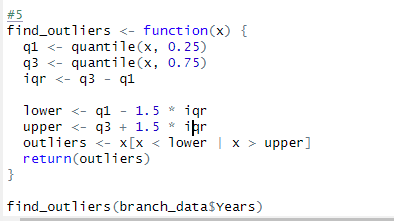 #5
find_outliers <- function(x) {
  q1 <- quantile(x, 0.25)
  q3 <- quantile(x, 0.75)
  iqr <- q3 - q1

  lower <- q1 - 1.5 * iqr
  upper <- q3 + 1.5 * iqr
  outliers <- x[x < lower | x > upper]
  return(outliers)
}

find_outliers(branch_data$Years)